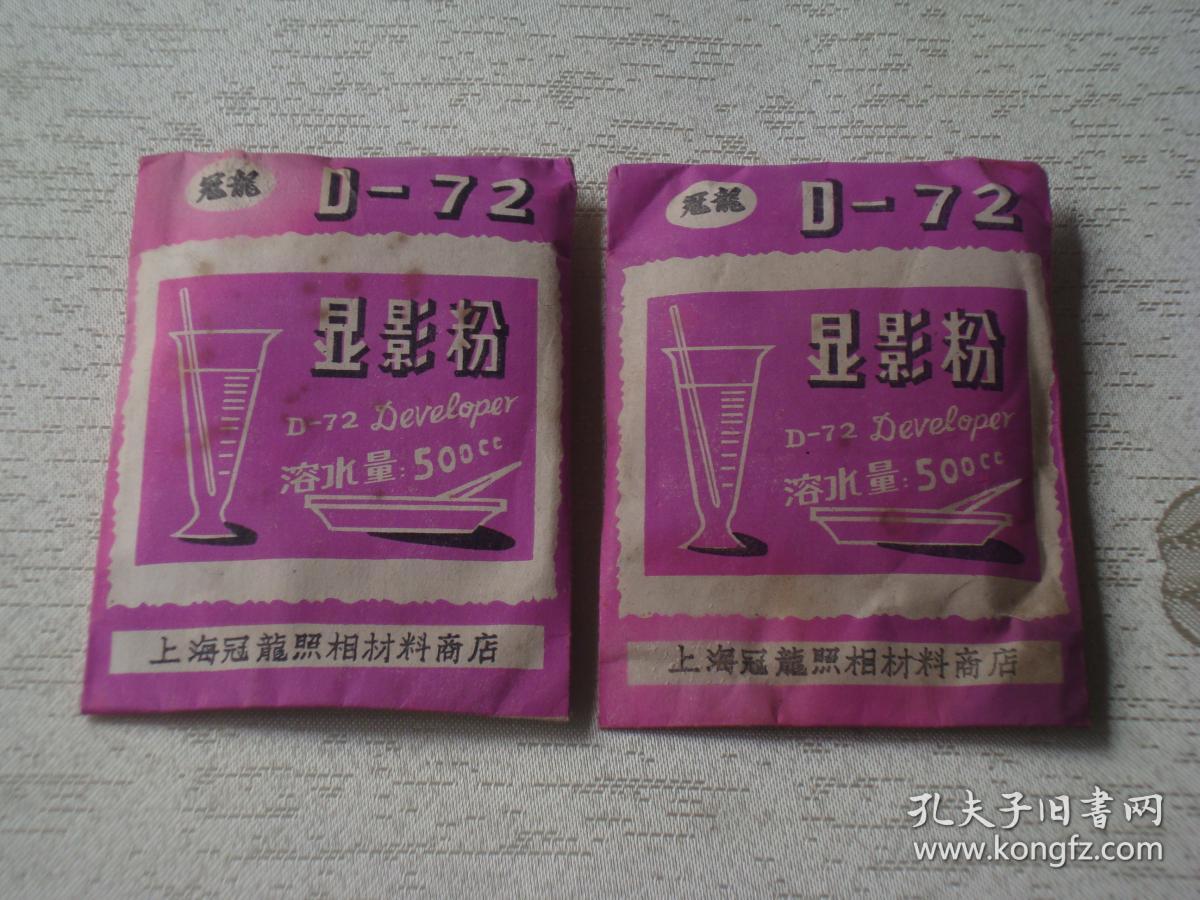 冠龍
D-72
显影粉
D-72 Developer
溶水量:500cc
上海冠龍照相材料商店
冠龍
D-72
显影粉
D-72 Developer
溶水量:500cc
上海冠龍照相材料商店
孔夫子旧书网
www.kongfz.com